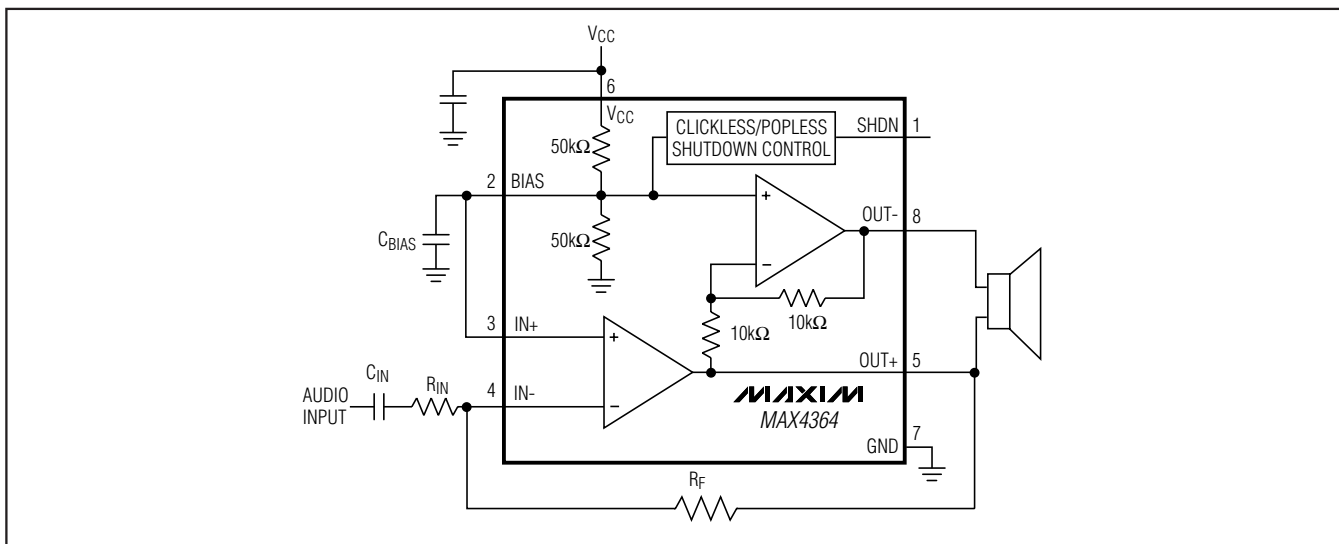 VCC
6
VCC
CLICKLESS/POPLESS
SHUTDOWN CONTROL
SHDN
1
50kΩ
2
BIAS
OUT-
8
CBIAS
50kΩ
10kΩ
3
IN+
10kΩ
OUT+
5
CIN
RIN
4
IN-
AUDIO
INPUT
MAXIM
MAX4364
7
GND
RF